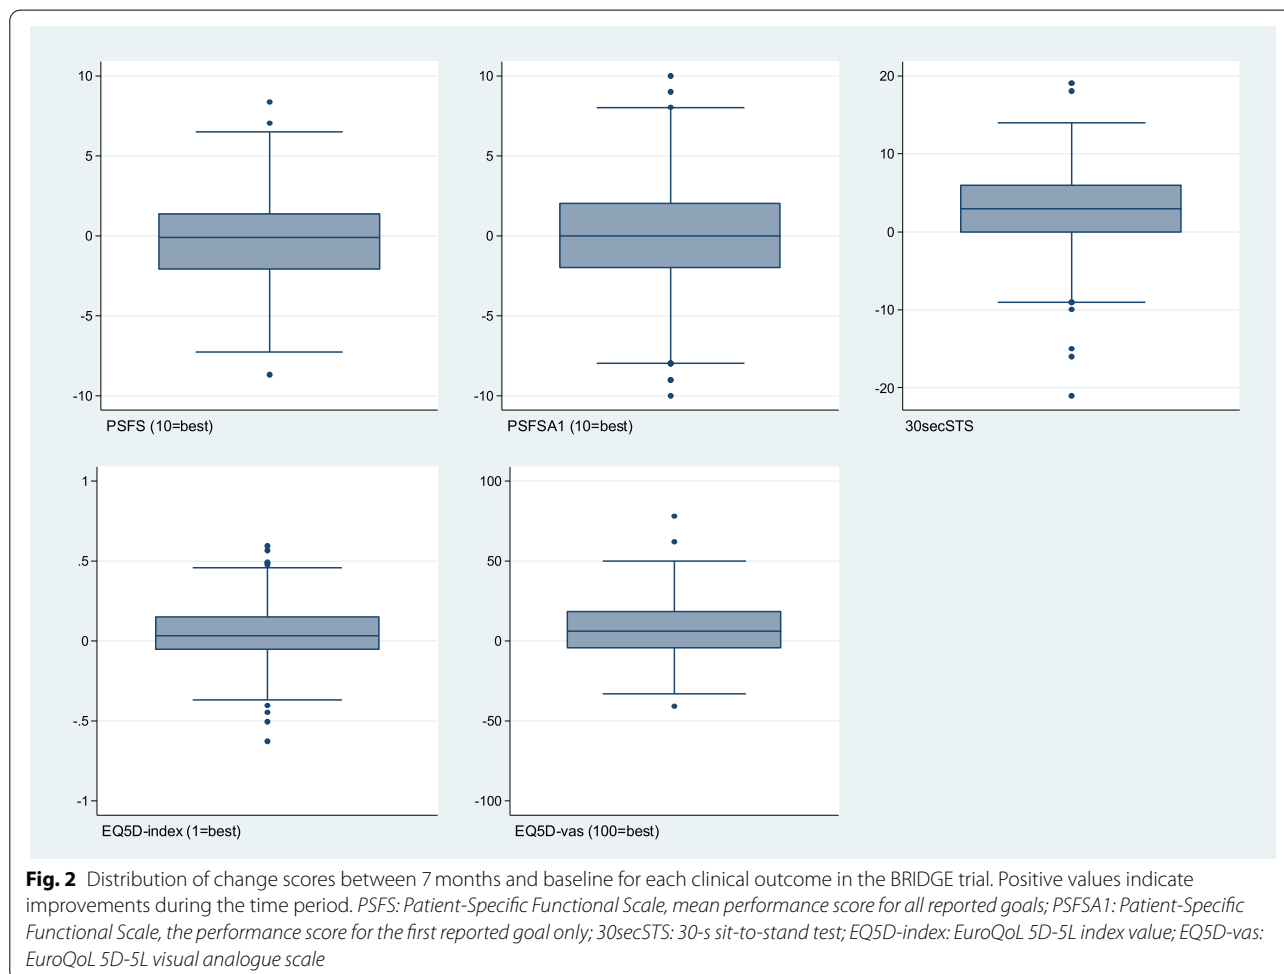 10
5
0
-5
-10
PSFS (10=best)
10
5
0
-5
-10
PSFSA1 (10=best)
20
10
0
-10
-20
30secSTS
1
.5
0
-.5
-1
EQ5D-index (1=best)
100
50
0
-50
-100
EQ5D-vas (100=best)
Fig. 2 Distribution of change scores between 7 months and baseline for each clinical outcome in the BRIDGE trial. Positive values indicate
improvements during the time period. PSFS: Patient-Specific Functional Scale, mean performance score for all reported goals; PSFSA1: Patient-Specific
Functional Scale, the performance score for the first reported goal only; 30secSTS: 30-s sit-to-stand test; EQ5D-index: EuroQoL 5D-5L index value; EQ5D-vas:
EuroQoL 5D-5L visual analogue scale